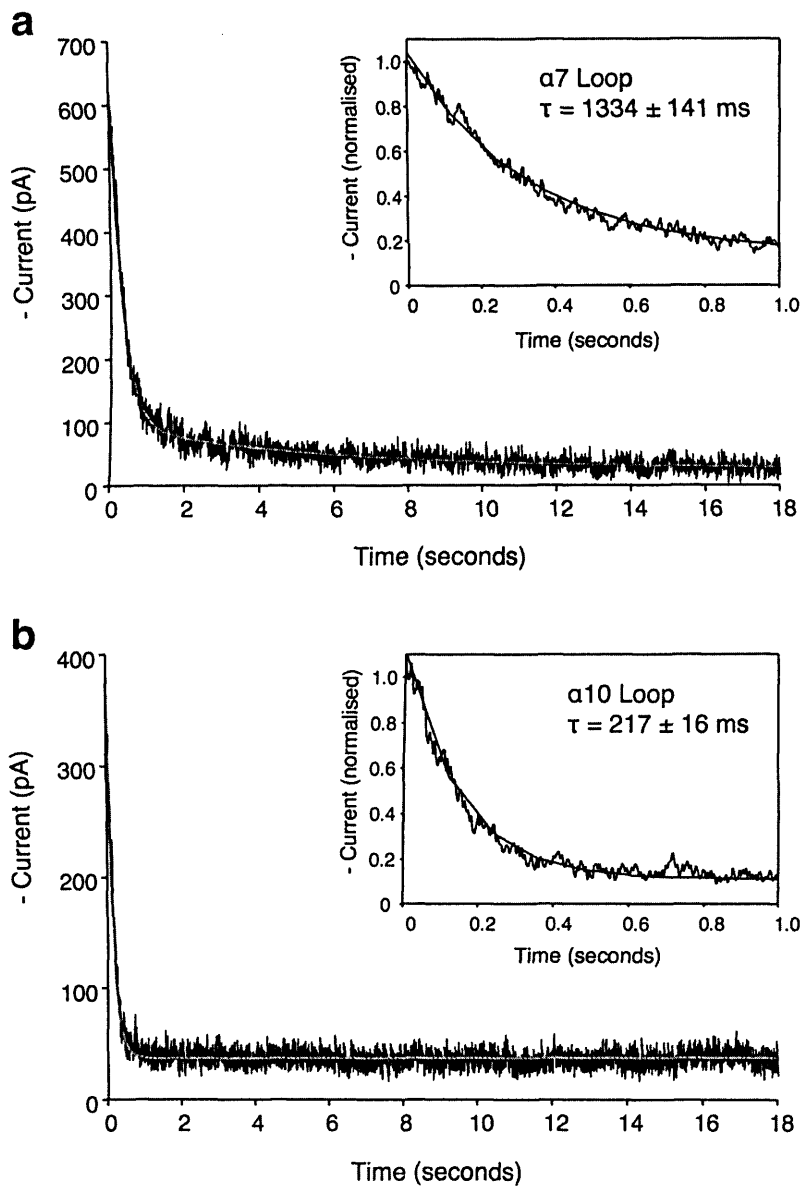 a
700
600
500
400
300
200
100
0
- Current (pA)
0 2 4 6 8 10 12 14 16 18
Time (seconds)
1.0
0.8
0.6
0.4
0.2
0
- Current (normalised)
α7 Loop
τ = 1334 ± 141 ms
0 0.2 0.4 0.6 0.8 1.0
Time (seconds)
b
400
300
200
100
0
- Current (pA)
0 2 4 6 8 10 12 14 16 18
Time (seconds)
1.0
0.8
0.6
0.4
0.2
0
- Current (normalised)
α10 Loop
τ = 217 ± 16 ms
0 0.2 0.4 0.6 0.8 1.0
Time (seconds)